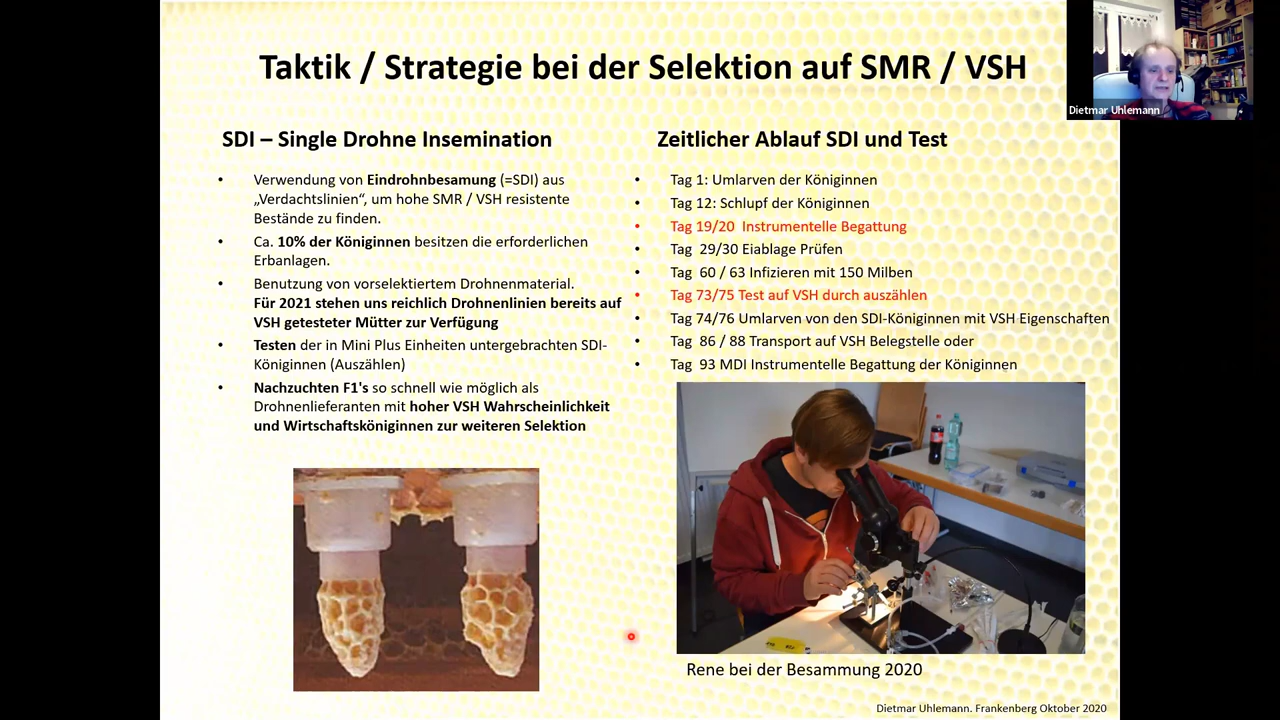 Taktik / Strategie bei der Selektion auf SMR / VSH
Dietmar Uhlemann
SDI – Single Drohne Insemination
• Verwendung von Eindrohnbesamung (=SDI) aus
„Verdachtslinien“, um hohe SMR / VSH resistente
Bestände zu finden.
• Ca. 10% der Königinnen besitzen die erforderlichen
Erbanlagen.
• Benutzung von vorselektiertem Drohnenmaterial.
Für 2021 stehen uns reichlich Drohnenlinien bereits auf
VSH getesteter Mütter zur Verfügung
• Testen der in Mini Plus Einheiten untergebrachten SDI-
Königinnen (Auszählen)
• Nachzuchten F1's so schnell wie möglich als
Drohnenlieferanten mit hoher VSH Wahrscheinlichkeit
und Wirtschaftsköniginnen zur weiteren Selektion
Zeitlicher Ablauf SDI und Test
• Tag 1: Umlarven der Königinnen
• Tag 12: Schlupf der Königinnen
• Tag 19/20 Instrumentelle Begattung
• Tag 29/30 Eiablage Prüfen
• Tag 60 / 63 Infizieren mit 150 Milben
• Tag 73/75 Test auf VSH durch auszählen
• Tag 74/76 Umlarven von den SDI-Königinnen mit VSH Eigenschaften
• Tag 86 / 88 Transport auf VSH Belegstelle oder
• Tag 93 MDI Instrumentelle Begattung der Königinnen
Rene bei der Besammung 2020
Dietmar Uhlemann. Frankenberg Oktober 2020